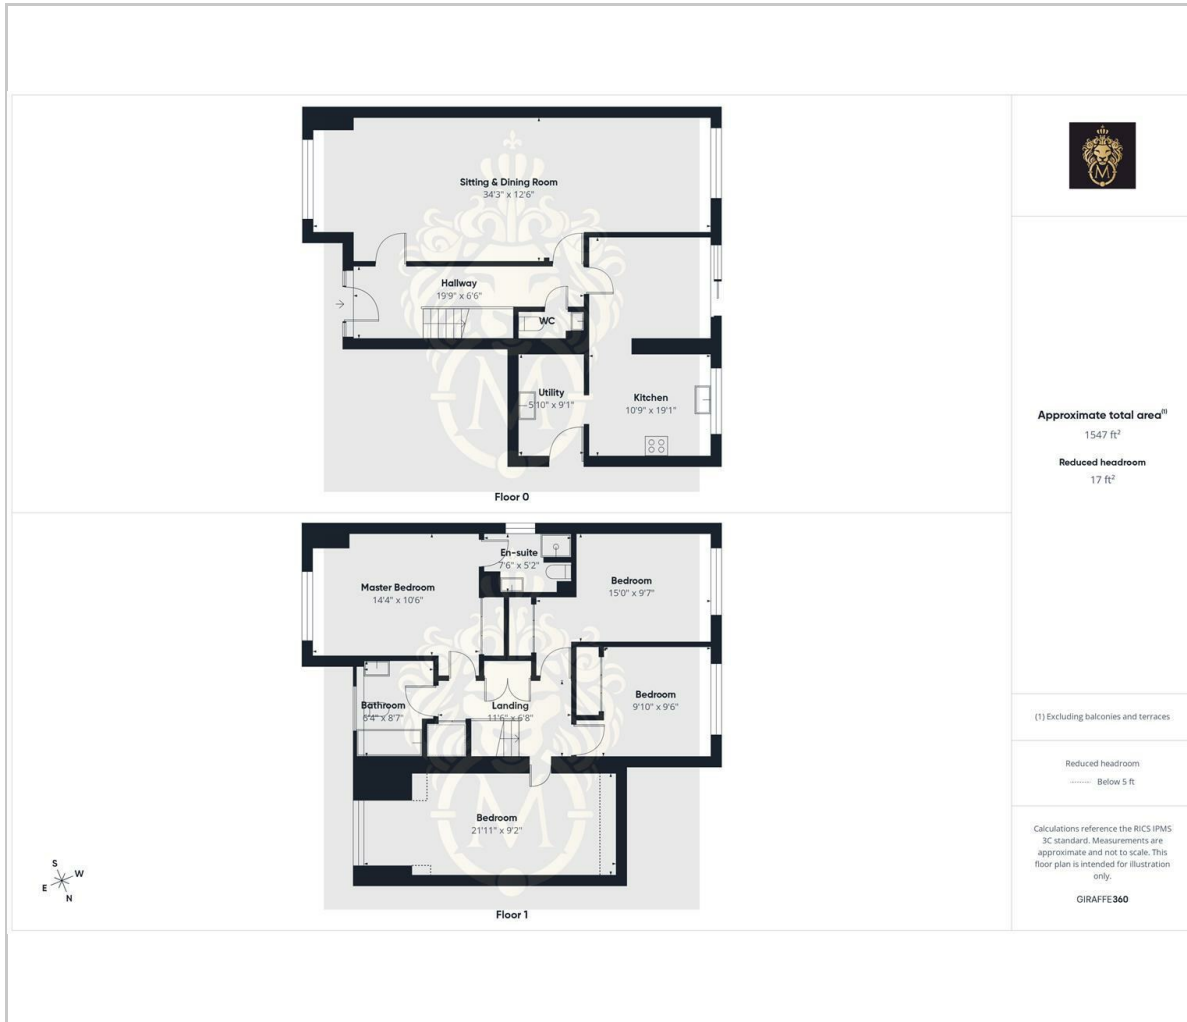 Sitting & Dining Room
34'3" x 12'6"
Hallway
19'9" x 6'6"
WC
Utility
5'10" x 9'1"
Kitchen
10'9" x 19'1"
Floor 0
En-suite
7'6" x 5'2"
Master Bedroom
14'4" x 10'6"
Bedroom
15'0" x 9'7"
Bathroom
6'4" x 8'7"
Landing
11'6" x 6'8"
Bedroom
9'10" x 9'6"
Bedroom
21'11" x 9'2"
Floor 1
S
W
E
N
M
M
M
Approximate total area(1)
1547 ft²
Reduced headroom
17 ft²
(1) Excluding balconies and terraces
Reduced headroom
Below 5 ft
Calculations reference the RICS IPMS
3C standard. Measurements are
approximate and not to scale. This
floor plan is intended for illustration
only.
GIRAFFE360